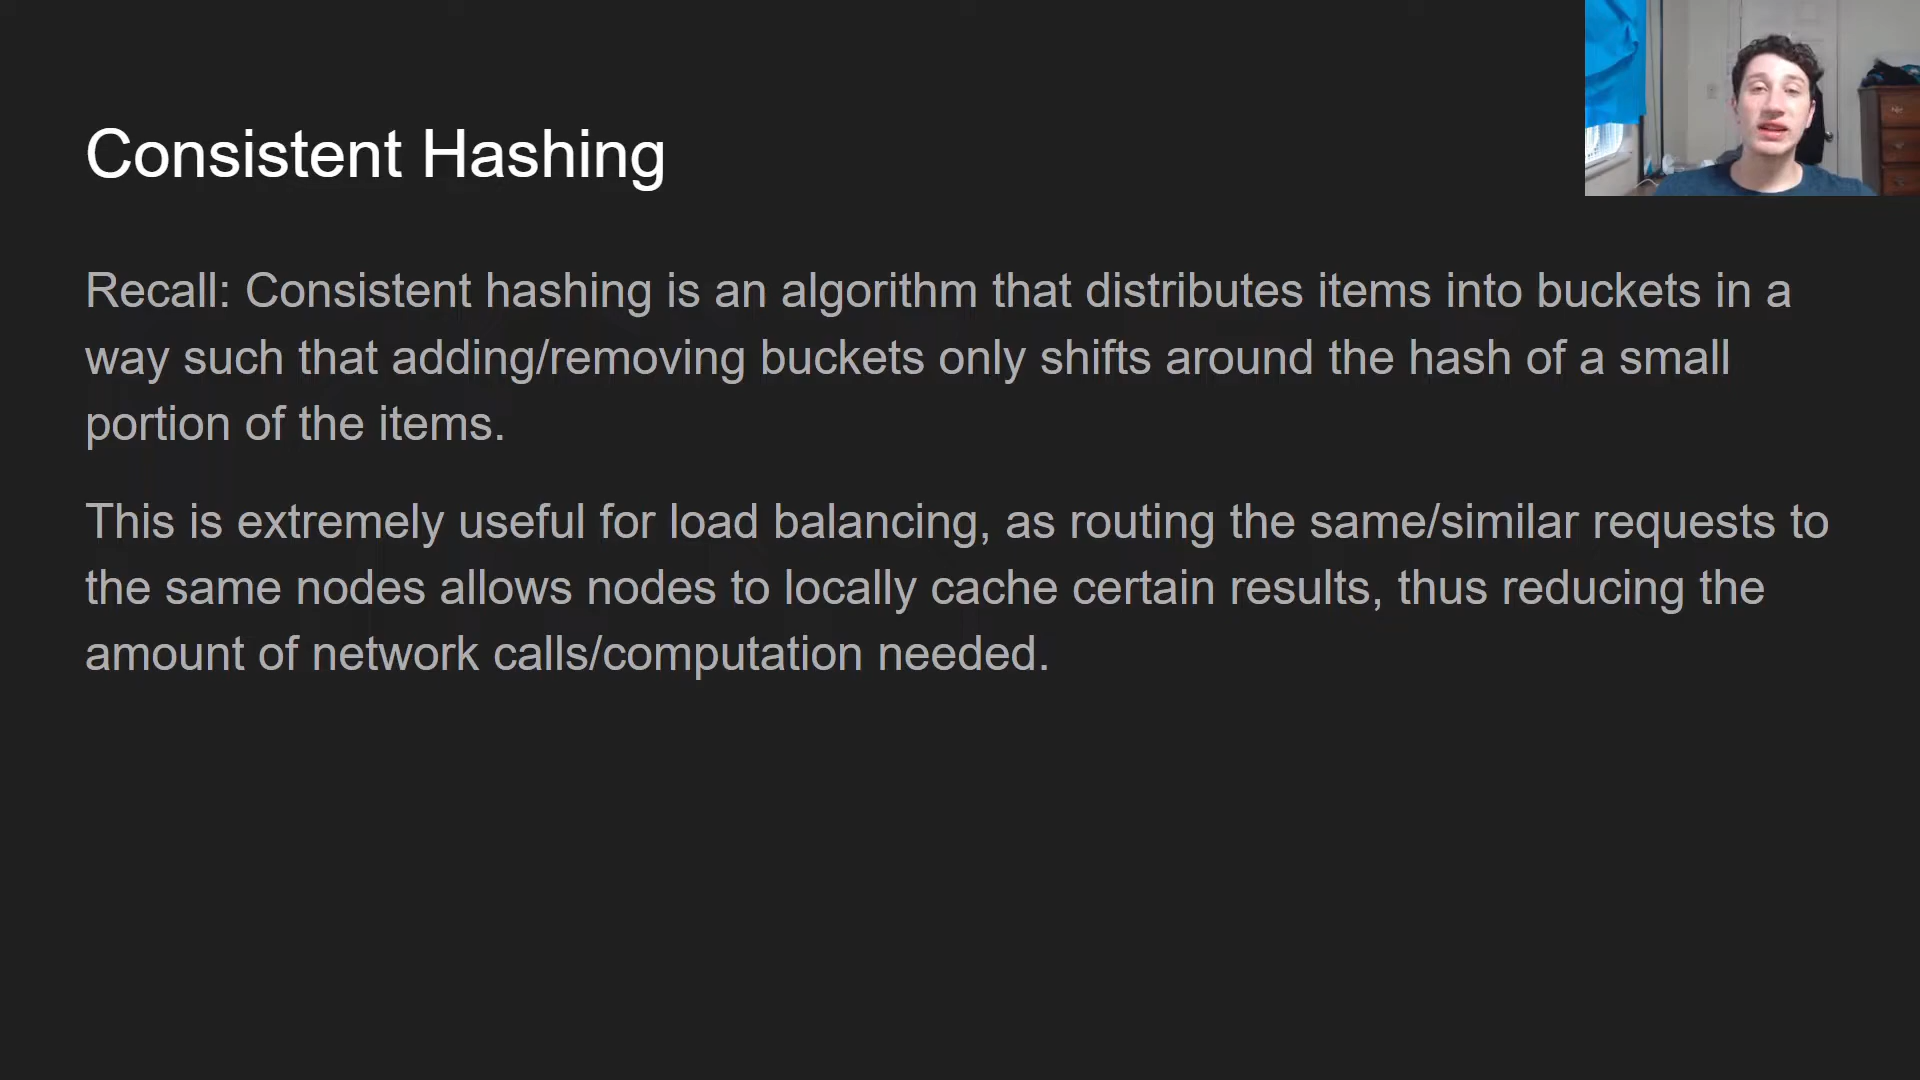 Consistent Hashing
Recall: Consistent hashing is an algorithm that distributes items into buckets in a
way such that adding/removing buckets only shifts around the hash of a small
portion of the items.
This is extremely useful for load balancing, as routing the same/similar requests to
the same nodes allows nodes to locally cache certain results, thus reducing the
amount of network calls/computation needed.